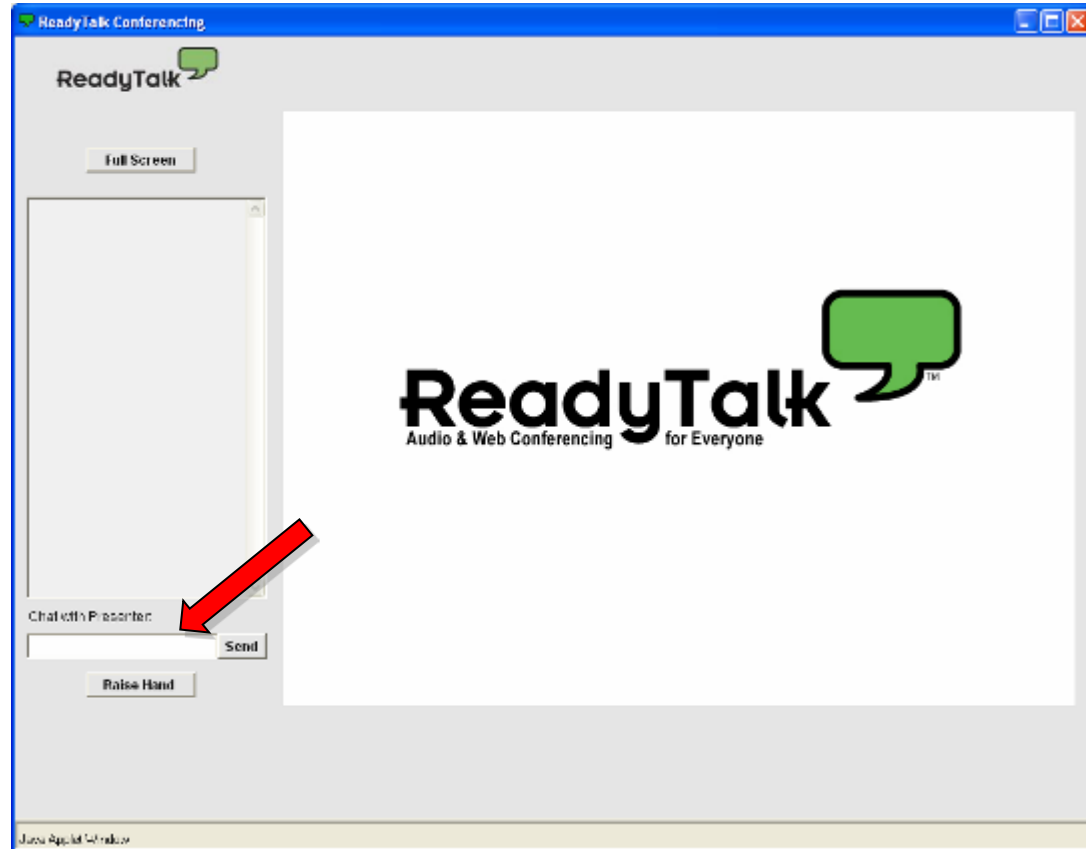 ReadyTalk Conferencing
ReadyTalk
Full Screen
ReadyTalk
TM
Audio & Web Conferencing for Everyone
Chat with Presenter:
Send
Raise Hand
Java Applet Window